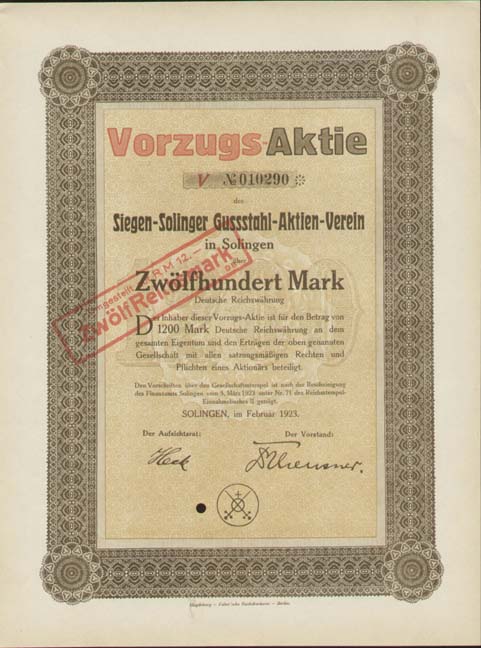 Vorzugs-Aktie
V № 010290
des
Siegen-Solinger Gussstahl-Aktien-Verein
in Solingen
über
Zwölfhundert Mark
Deutsche Reichswährung
Der Inhaber dieser Vorzugs-Aktie ist für den Betrag von
1200 Mark Deutsche Reichswährung an dem
gesamten Eigentum und den Erträgen der oben genannten
Gesellschaft mit allen satzungsmäßigen Rechten und
Pflichten eines Aktionärs beteiligt.
Den Vorschriften über den Gesellschaftsstempel ist nach der Bescheinigung
des Finanzamts Solingen vom 5. März 1923 unter Nr. 71 des Reichsstempel-
Einnahmebuches II genügt.
SOLINGEN, im Februar 1923.
Der Aufsichtsrat: Der Vorstand:
Heck
R.M 12.—
Zwölf Reichsmark
Berlin.